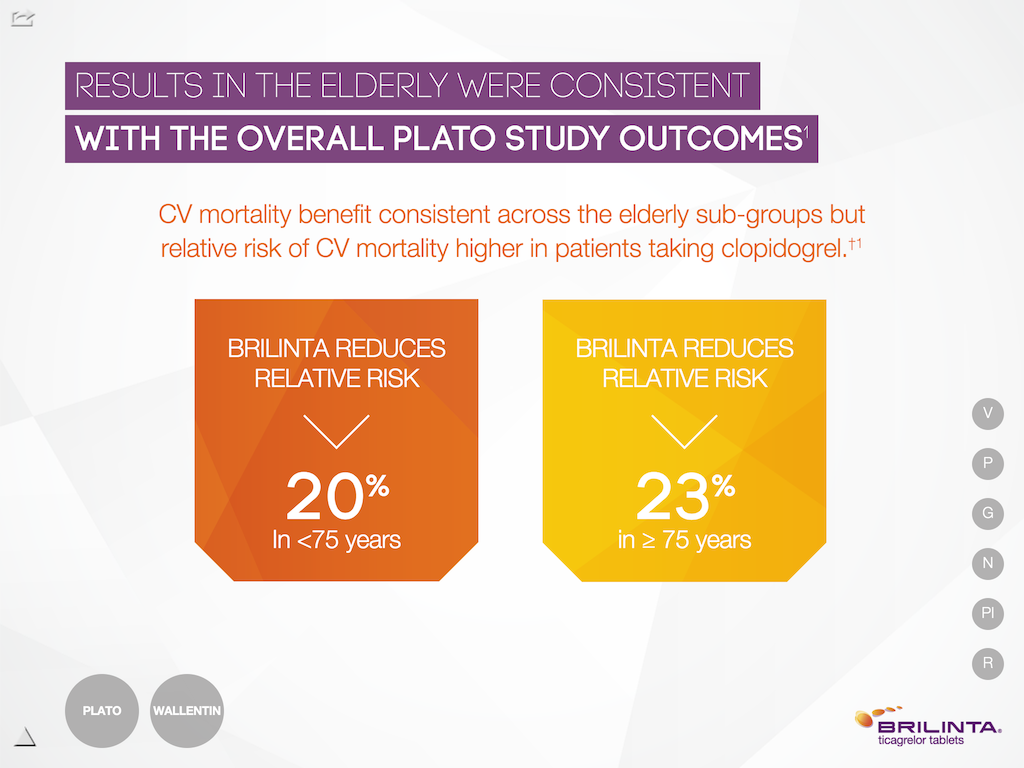 RESULTS IN THE ELDERLY WERE CONSISTENT
WITH THE OVERALL PLATO STUDY OUTCOMES¹
CV mortality benefit consistent across the elderly sub-groups but
relative risk of CV mortality higher in patients taking clopidogrel.†¹
BRILINTA REDUCES
RELATIVE RISK
20%
In <75 years
BRILINTA REDUCES
RELATIVE RISK
23%
in ≥ 75 years
V
P
G
N
PI
R
PLATO
WALLENTIN
BRILINTA®
ticagrelor tablets